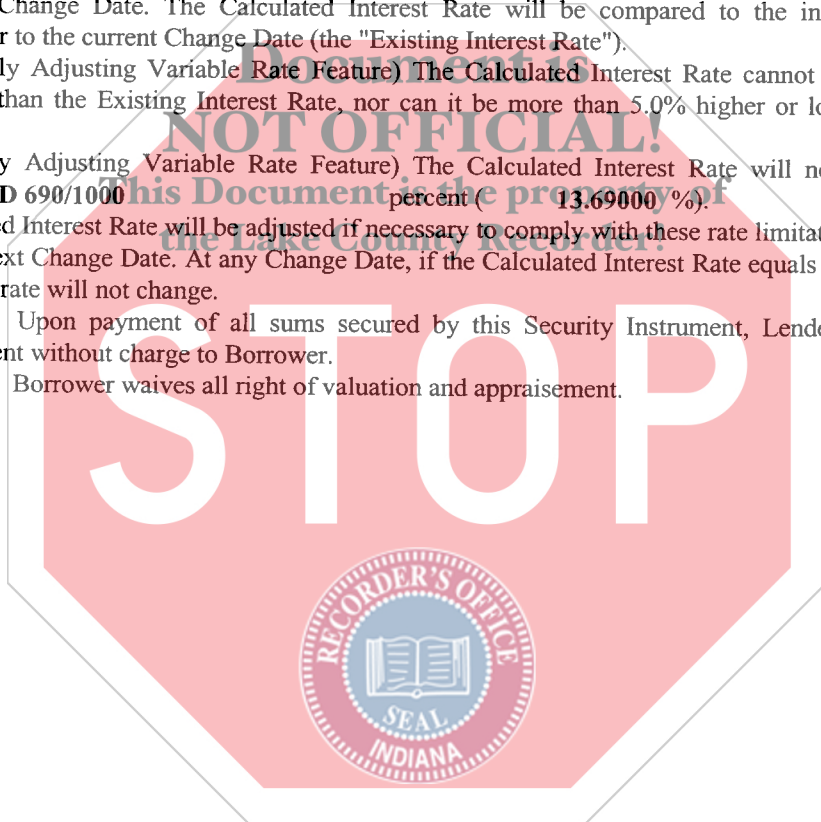 Change Date. The Calculated Interest Rate will be compared to the in
r to the current Change Date (the "Existing Interest Rate").
Document is
ly Adjusting Variable Rate Feature) The Calculated Interest Rate cannot
than the Existing Interest Rate, nor can it be more than 5.0% higher or lo
NOT OFFICIAL!
y Adjusting Variable Rate Feature) The Calculated Interest Rate will n
D 690/1000 percent ( 13.69000 %).
This Document is the property of
ed Interest Rate will be adjusted if necessary to comply with these rate limitat
the Lake County Recorder!
ext Change Date. At any Change Date, if the Calculated Interest Rate equals
rate will not change.
Upon payment of all sums secured by this Security Instrument, Lende
ent without charge to Borrower.
Borrower waives all right of valuation and appraisement.
STOP
RECORDER'S OFFICE
SEAL
INDIANA